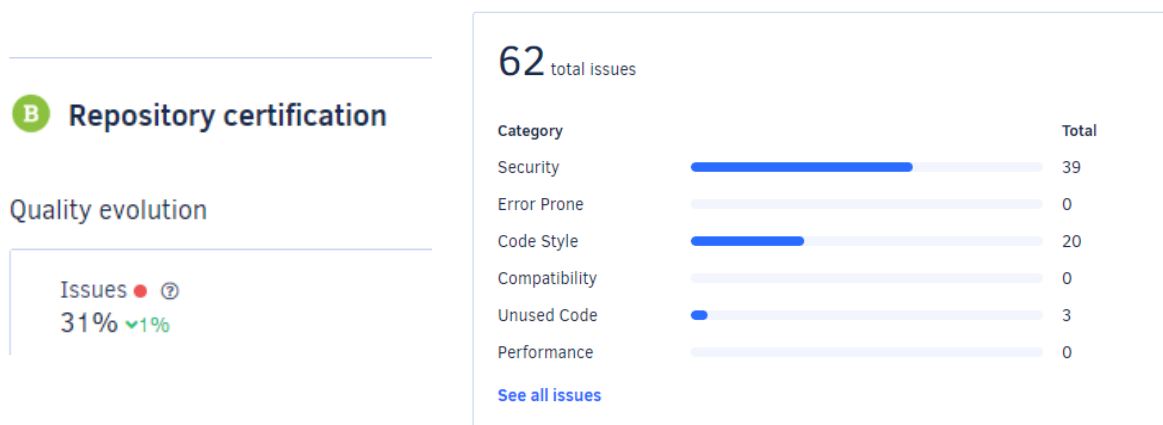 B Repository certification
Quality evolution
Issues
31% 1%
62 total issues
Category Total
Security 39
Error Prone 0
Code Style 20
Compatibility 0
Unused Code 3
Performance 0
See all issues